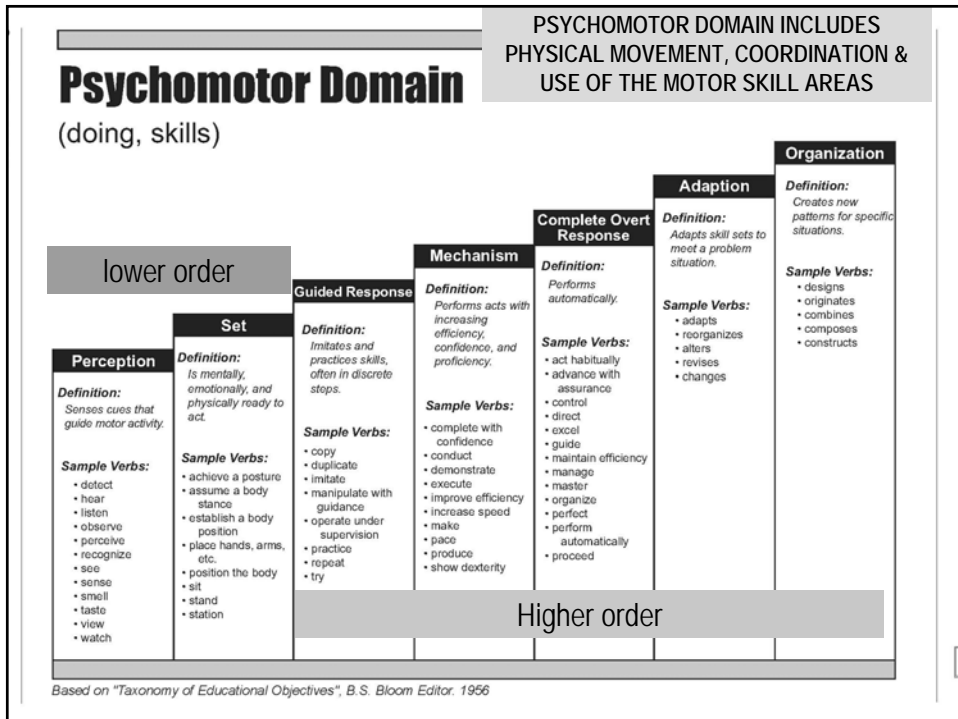 PSYCHOMOTOR DOMAIN INCLUDES
PHYSICAL MOVEMENT, COORDINATION &
USE OF THE MOTOR SKILL AREAS
Psychomotor Domain
(doing, skills)
lower order
Perception
Definition:
Senses cues that
guide motor activity.
Sample Verbs:
• detect
• hear
• listen
• observe
• perceive
• recognize
• see
• sense
• smell
• taste
• view
• watch
Set
Definition:
Is mentally,
emotionally, and
physically ready to
act.
Sample Verbs:
• achieve a posture
• assume a body
stance
• establish a body
position
• place hands, arms,
etc.
• position the body
• sit
• stand
• station
Guided Response
Definition:
Imitates and
practices skills,
often in discrete
steps.
Sample Verbs:
• copy
• duplicate
• imitate
• manipulate with
guidance
• operate under
supervision
• practice
• repeat
• try
Mechanism
Definition:
Performs acts with
increasing
efficiency,
confidence, and
proficiency.
Sample Verbs:
• complete with
confidence
• conduct
• demonstrate
• execute
• improve efficiency
• increase speed
• make
• pace
• produce
• show dexterity
Complete Overt
Response
Definition:
Performs
automatically.
Sample Verbs:
• act habitually
• advance with
assurance
• control
• direct
• excel
• guide
• maintain efficiency
• manage
• master
• organize
• perfect
• perform
automatically
• proceed
Adaption
Definition:
Adapts skill sets to
meet a problem
situation.
Sample Verbs:
• adapts
• reorganizes
• alters
• revises
• changes
Organization
Definition:
Creates new
patterns for specific
situations.
Sample Verbs:
• designs
• originates
• combines
• composes
• constructs
Higher order
Based on "Taxonomy of Educational Objectives", B.S. Bloom Editor. 1956